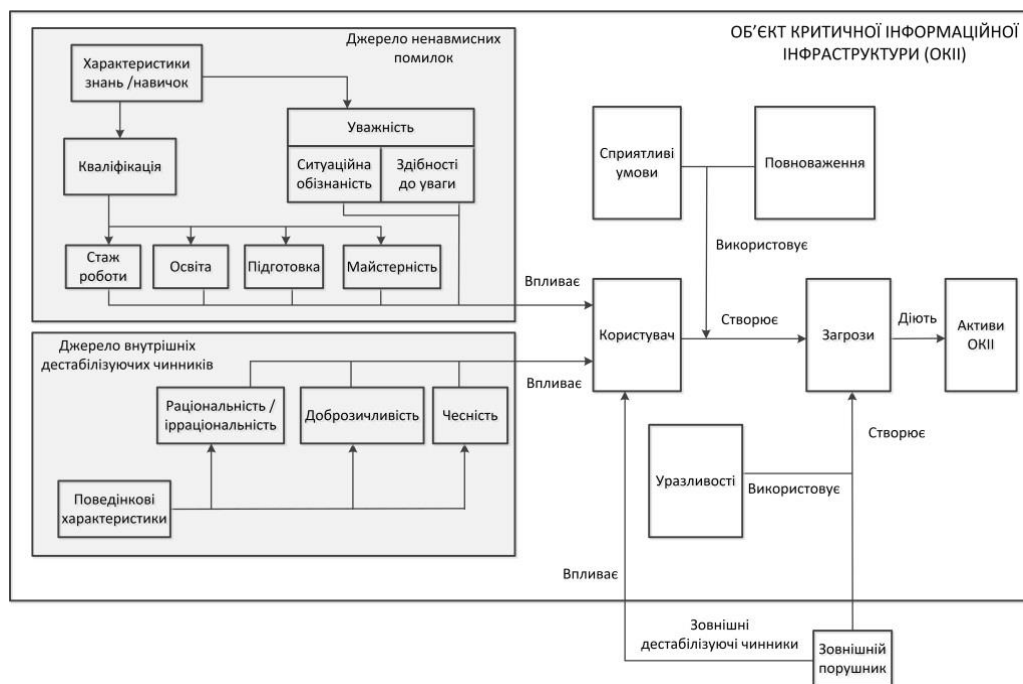 ОБ'ЄКТ КРИТИЧНОЇ ІНФОРМАЦІЙНОЇ
ІНФРАСТРУКТУРИ (ОКІІ)
Джерело ненавмисних
помилок
Характеристики
знань /навичок
Уважність
Ситуаційна
обізнаність
Здібності
до уваги
Кваліфікація
Стаж
роботи
Освіта
Підготовка
Майстерність
Впливає
Сприятливі
умови
Повноваження
Використовує
Користувач
Створює
Загрози
Діють
Активи
ОКІІ
Джерело внутрішніх
дестабілізуючих чинників
Впливає
Раціональність /
ірраціональність
Доброзичливість
Чесність
Поведінкові
характеристики
Уразливості
Використовує
Створює
Впливає
Зовнішні
дестабілізуючі чинники
Зовнішній
порушник